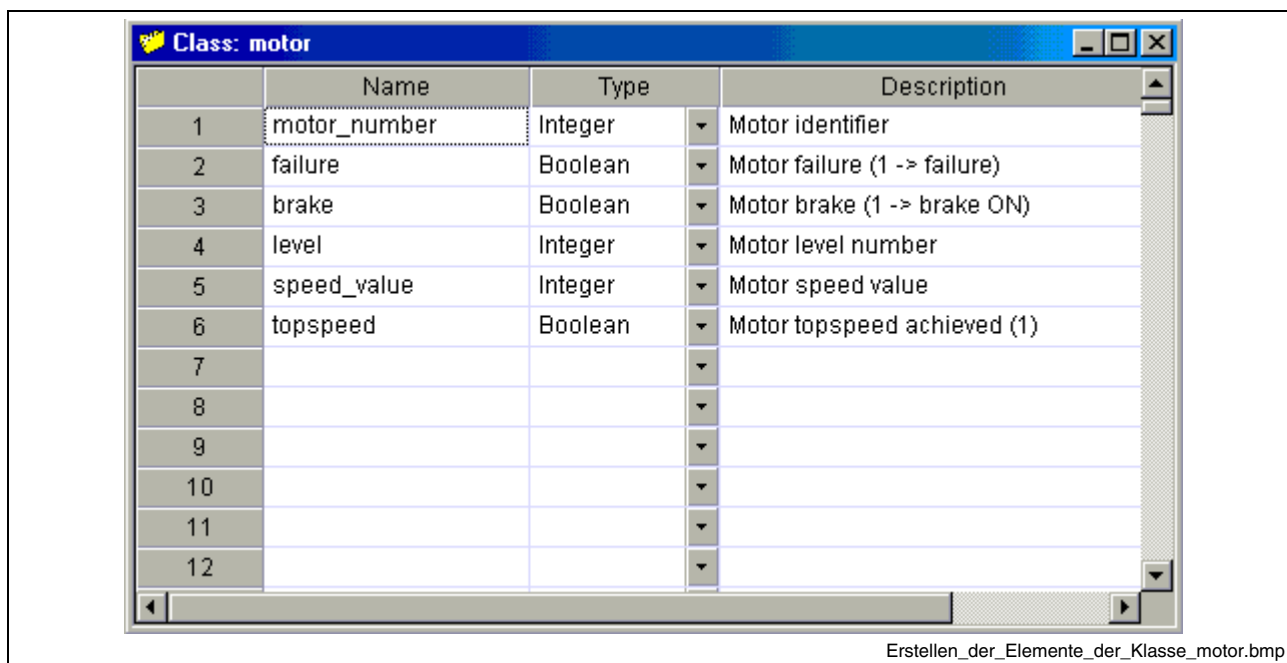 Class: motor
Name Type Description
1 motor_number Integer Motor identifier
2 failure Boolean Motor failure (1 -> failure)
3 brake Boolean Motor brake (1 -> brake ON)
4 level Integer Motor level number
5 speed_value Integer Motor speed value
6 topspeed Boolean Motor topspeed achieved (1)
7
8
9
10
11
12
Erstellen_der_Elemente_der_Klasse_motor.bmp